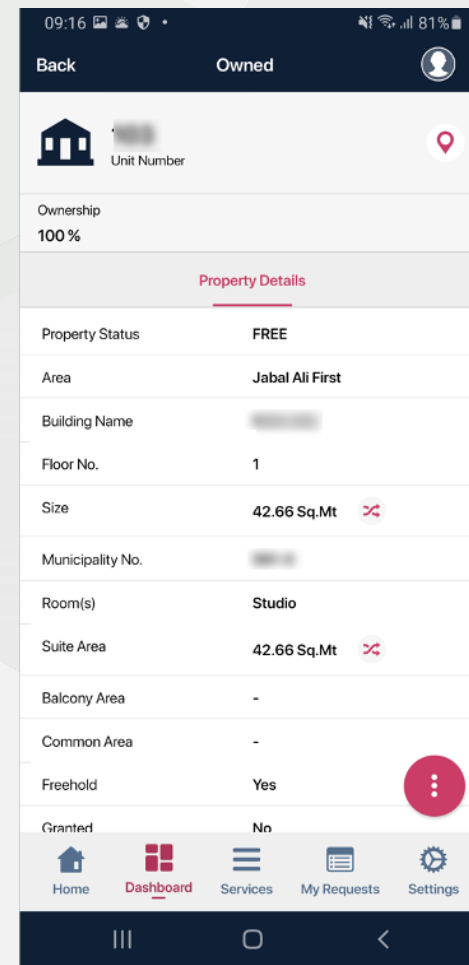 09:16 81%
Back Owned
Unit Number
Ownership
100 %
Property Details
Property Status FREE
Area Jabal Ali First
Building Name
Floor No. 1
Size 42.66 Sq.Mt
Municipality No.
Room(s) Studio
Suite Area 42.66 Sq.Mt
Balcony Area -
Common Area -
Freehold Yes
Granted No
Home Dashboard Services My Requests Settings